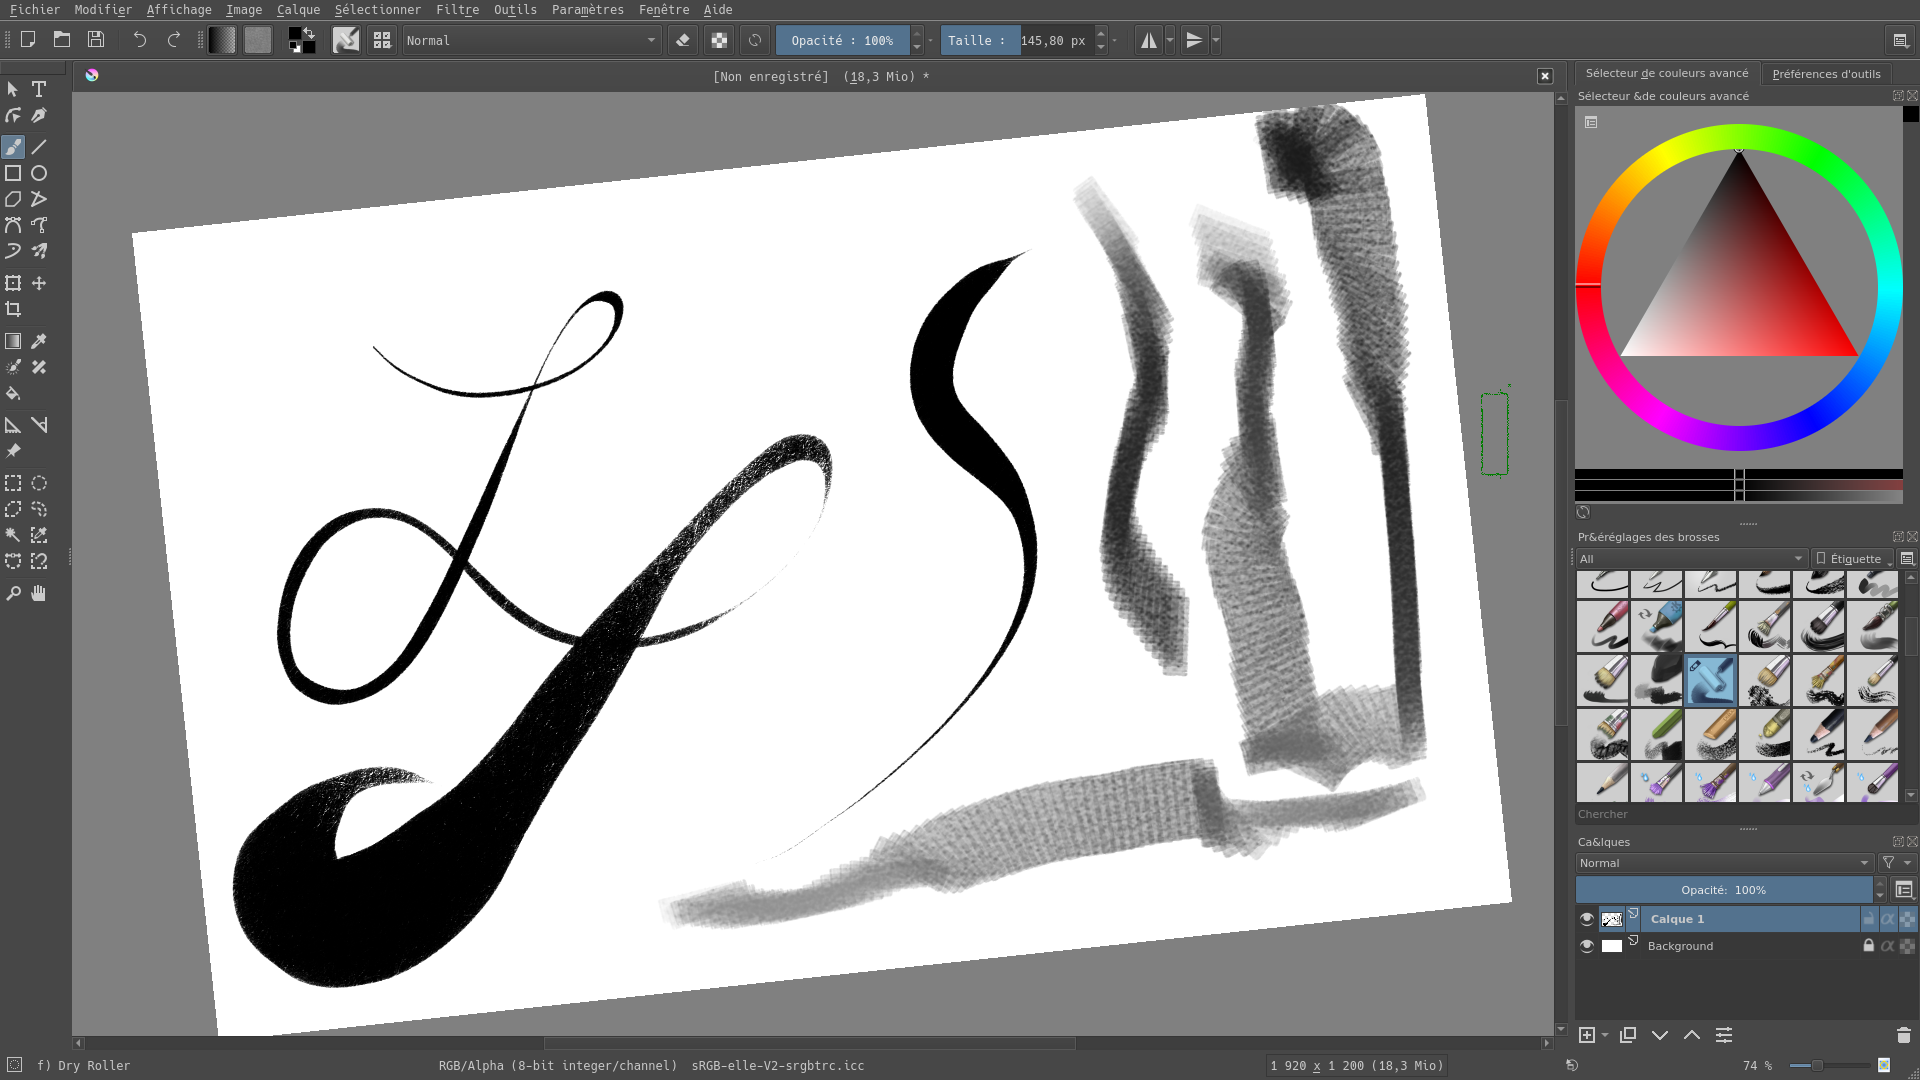 Fichier Modifier Affichage Image Calque Sélectionner Filtre Outils Paramètres Fenêtre Aide
Normal Opacité : 100% Taille : 145,80 px
[Non enregistré] (18,3 Mio) *
Sélecteur de couleurs avancé Préférences d'outils
Sélecteur &de couleurs avancé
Pr&éréglages des brosses
All Étiquette
Chercher
Ca&lques
Normal
Opacité: 100%
Calque 1
Background
f) Dry Roller RGB/Alpha (8-bit integer/channel) sRGB-elle-V2-srgbtrc.icc 1 920 x 1 200 (18,3 Mio) 74 %